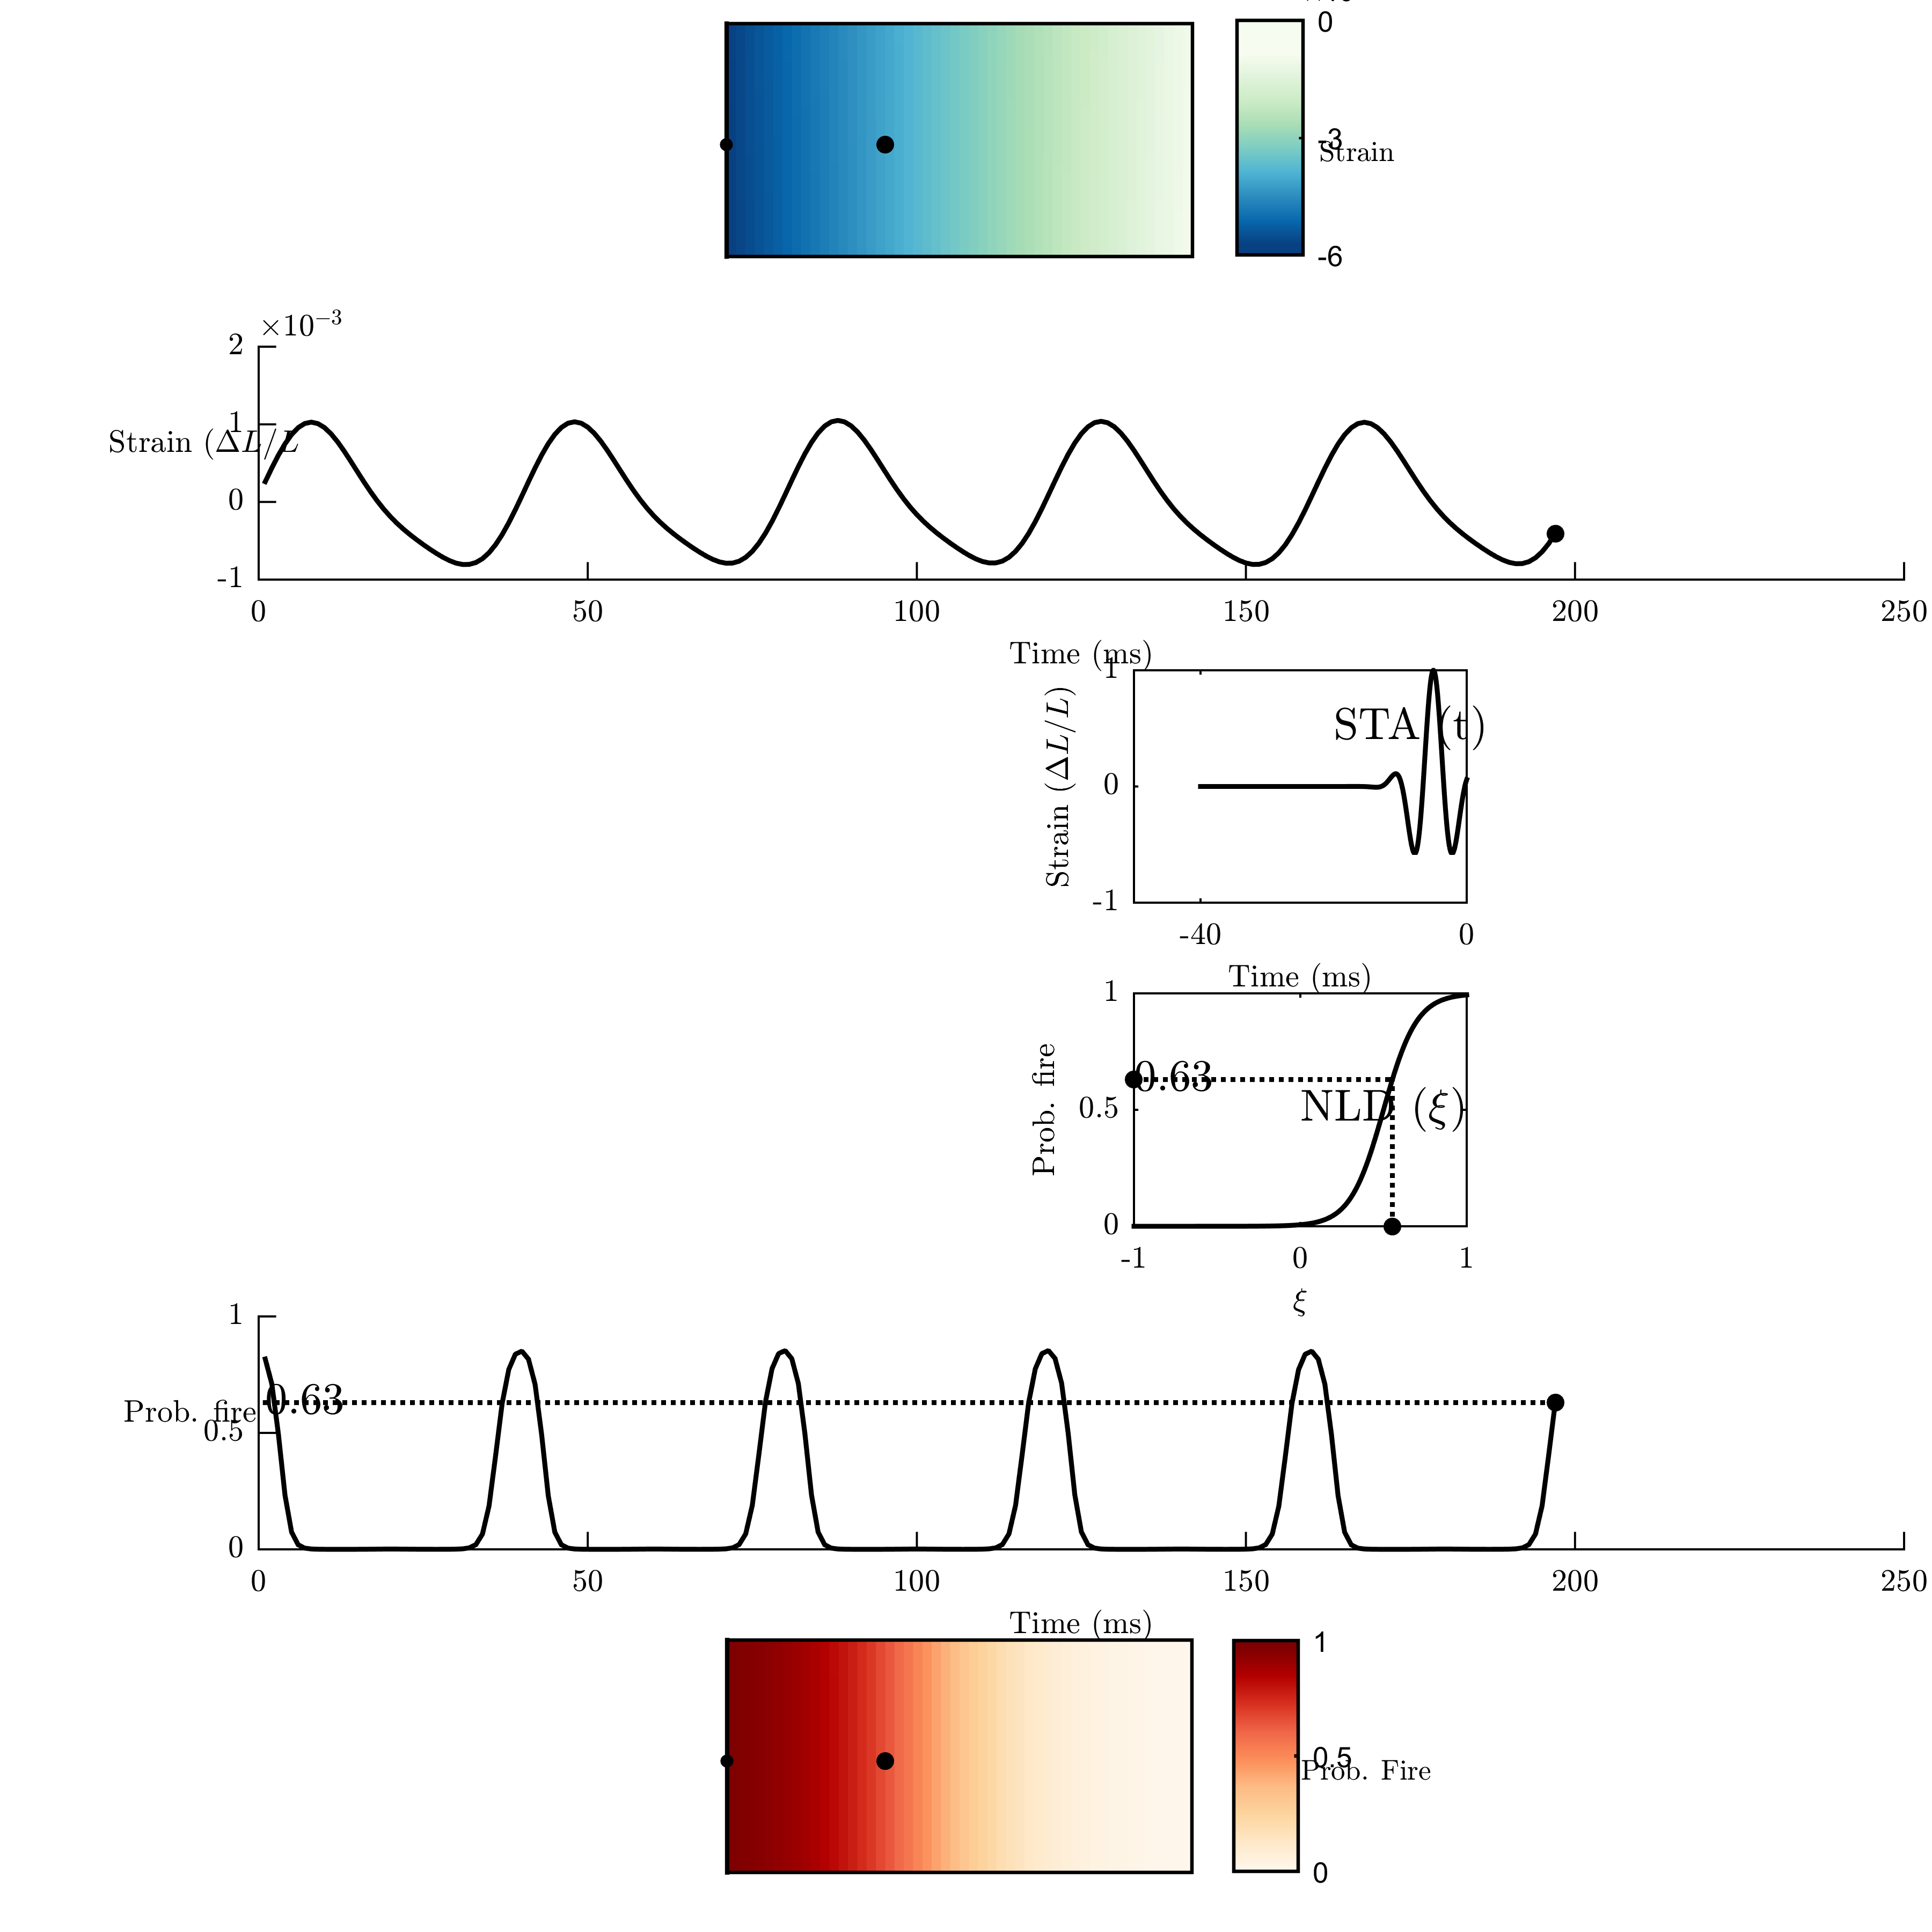 0
-3
Strain
-6
×10⁻³
2
1
Strain (ΔL/L
0
-1
0 50 100 150 200 250
Time (ms)
1
STA (t)
Strain (ΔL/L)
0
-1
-40 0
Time (ms)
1
0.63
Prob. fire
0.5
NLD (ξ)
0
-1 0 1
ξ
1
0.63
Prob. fire
0.5
0
0 50 100 150 200 250
Time (ms)
1
0.5
Prob. Fire
0